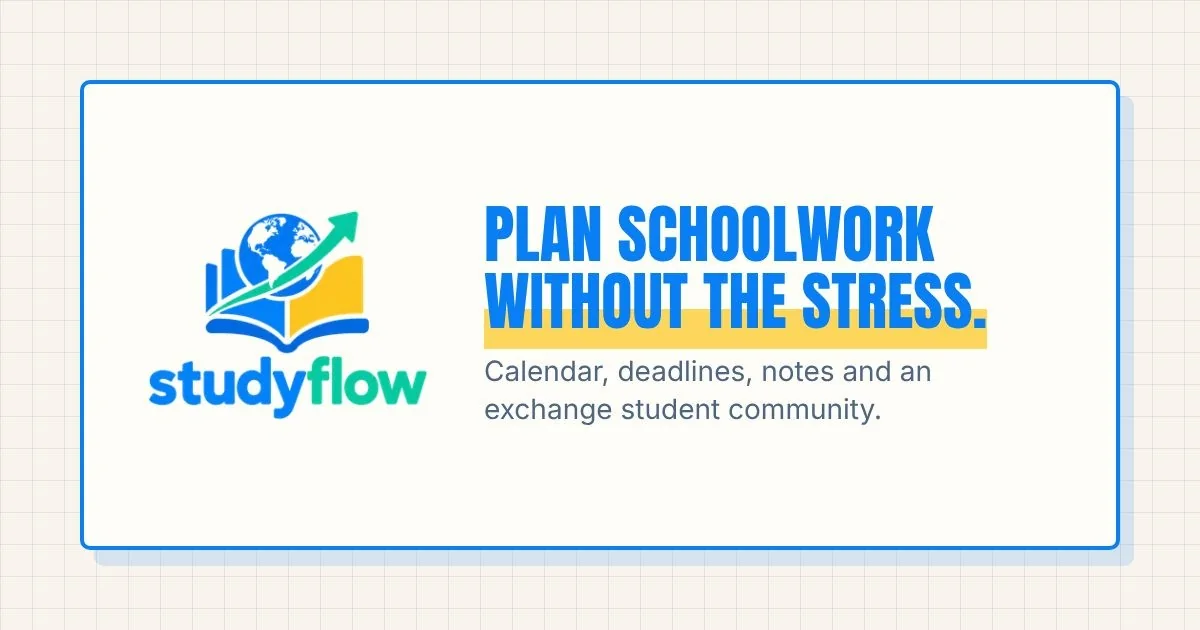 studyflow
PLAN SCHOOLWORK
WITHOUT THE STRESS.
Calendar, deadlines, notes and an
exchange student community.